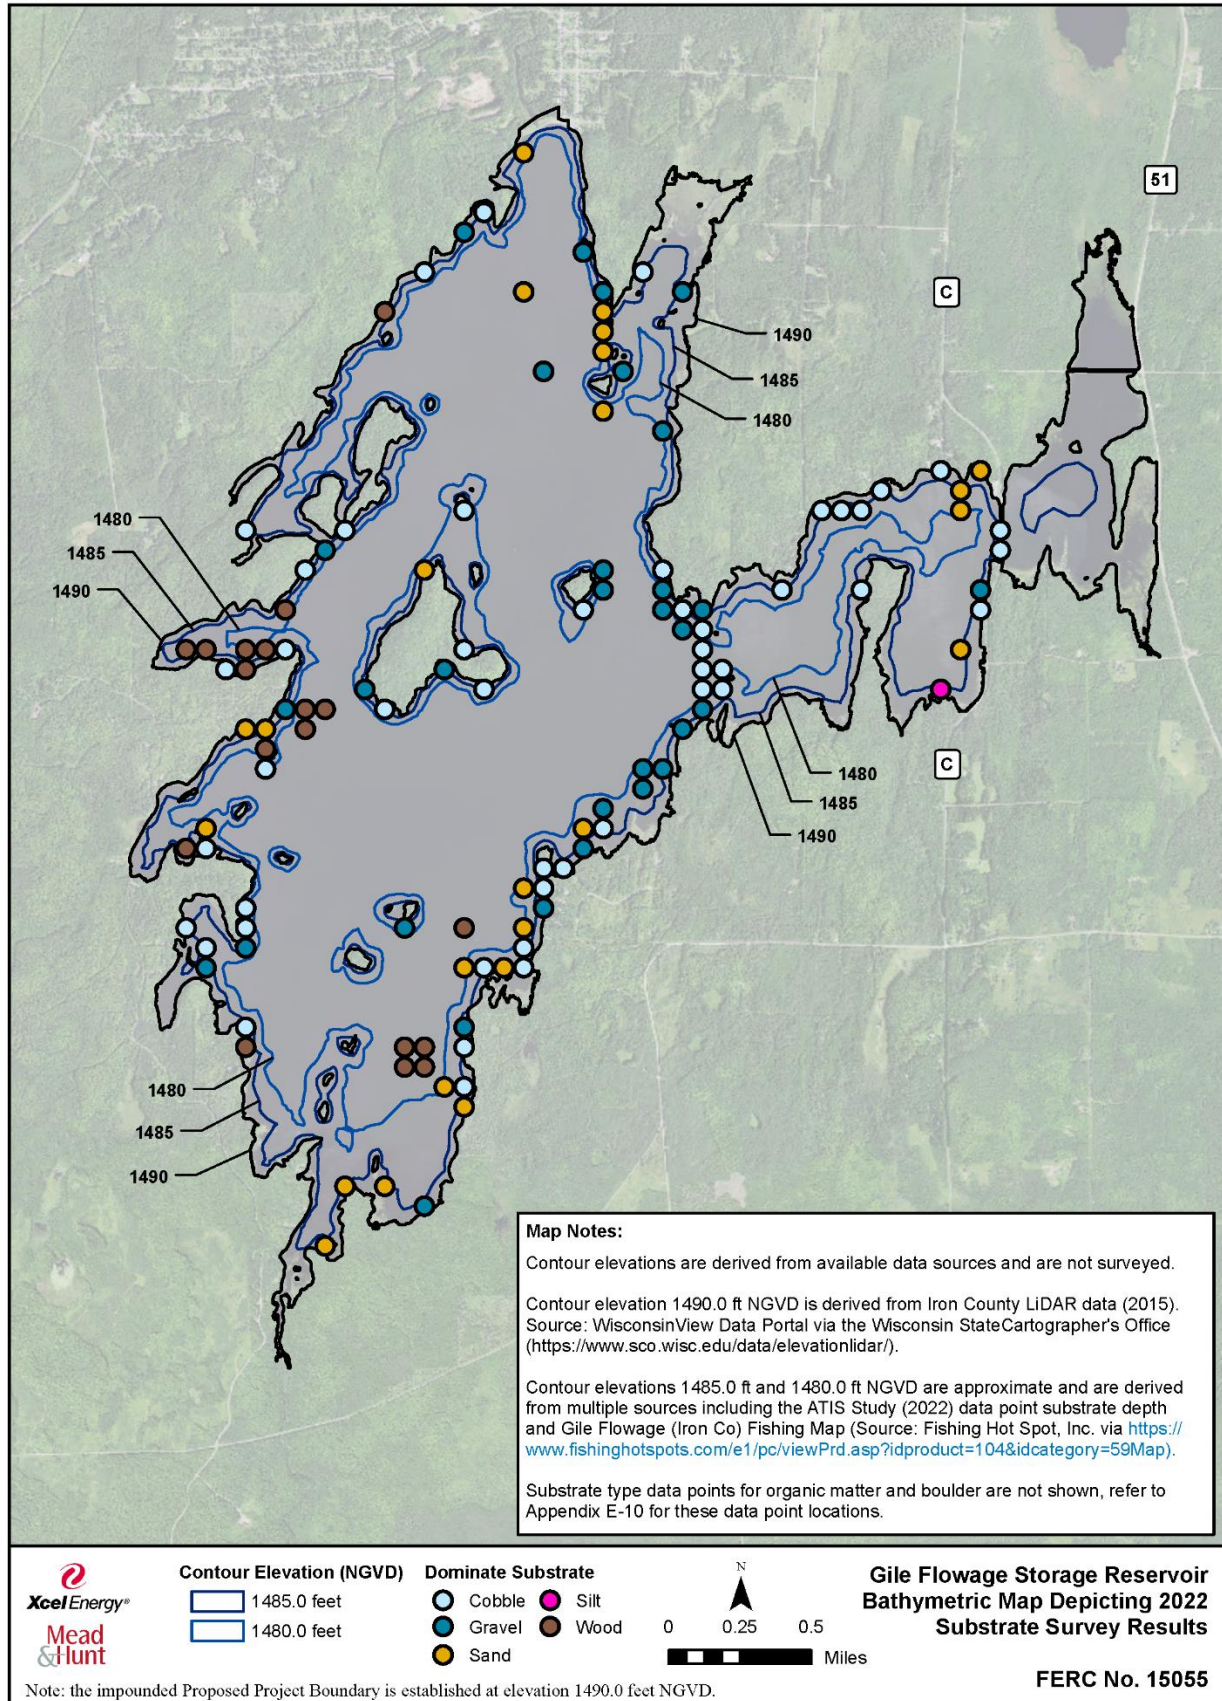 51
C
1490
1485
1480
1480
1485
1490
1480
1485
1490
C
1480
1485
1490
Map Notes:
Contour elevations are derived from available data sources and are not surveyed.
Contour elevation 1490.0 ft NGVD is derived from Iron County LiDAR data (2015).
Source: WisconsinView Data Portal via the Wisconsin StateCartographer's Office
(https://www.sco.wisc.edu/data/elevationlidar/).
Contour elevations 1485.0 ft and 1480.0 ft NGVD are approximate and are derived
from multiple sources including the ATIS Study (2022) data point substrate depth
and Gile Flowage (Iron Co) Fishing Map (Source: Fishing Hot Spot, Inc. via https://
www.fishinghotspots.com/e1/pc/viewPrd.asp?idproduct=104&idcategory=59Map).
Substrate type data points for organic matter and boulder are not shown, refer to
Appendix E-10 for these data point locations.
Xcel Energy®
Mead
&Hunt
Contour Elevation (NGVD)
1485.0 feet
1480.0 feet
Dominate Substrate
Cobble
Silt
Gravel
Wood
Sand
N
0 0.25 0.5
Miles
Gile Flowage Storage Reservoir
Bathymetric Map Depicting 2022
Substrate Survey Results
FERC No. 15055
Note: the impounded Proposed Project Boundary is established at elevation 1490.0 feet NGVD.